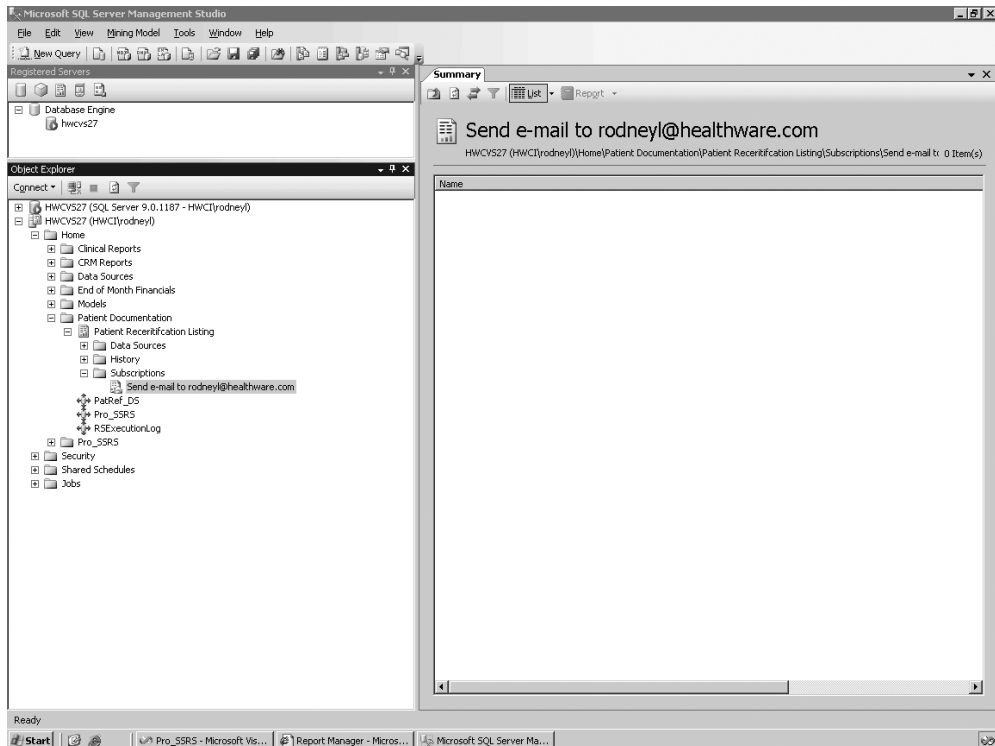 Microsoft SQL Server Management Studio
File Edit View Mining Model Tools Window Help
New Query
Registered Servers
Database Engine
hwcvs27
Object Explorer
Connect
HWCVS27 (SQL Server 9.0.1187 - HWCI\rodneyl)
HWCVS27 (HWCI\rodneyl)
Home
Clinical Reports
CRM Reports
Data Sources
End of Month Financials
Models
Patient Documentation
Patient Receritifcation Listing
Data Sources
History
Subscriptions
Send e-mail to rodneyl@healthware.com
PatRef_DS
Pro_SSRS
RSExecutionLog
Pro_SSRS
Security
Shared Schedules
Jobs
Summary
List Report
Send e-mail to rodneyl@healthware.com
HWCVS27 (HWCI\rodneyl)\Home\Patient Documentation\Patient Receritifcation Listing\Subscriptions\Send e-mail t 0 Item(s)
Name
Ready
Start Pro_SSRS - Microsoft Vis... Report Manager - Micros... Microsoft SQL Server Ma...